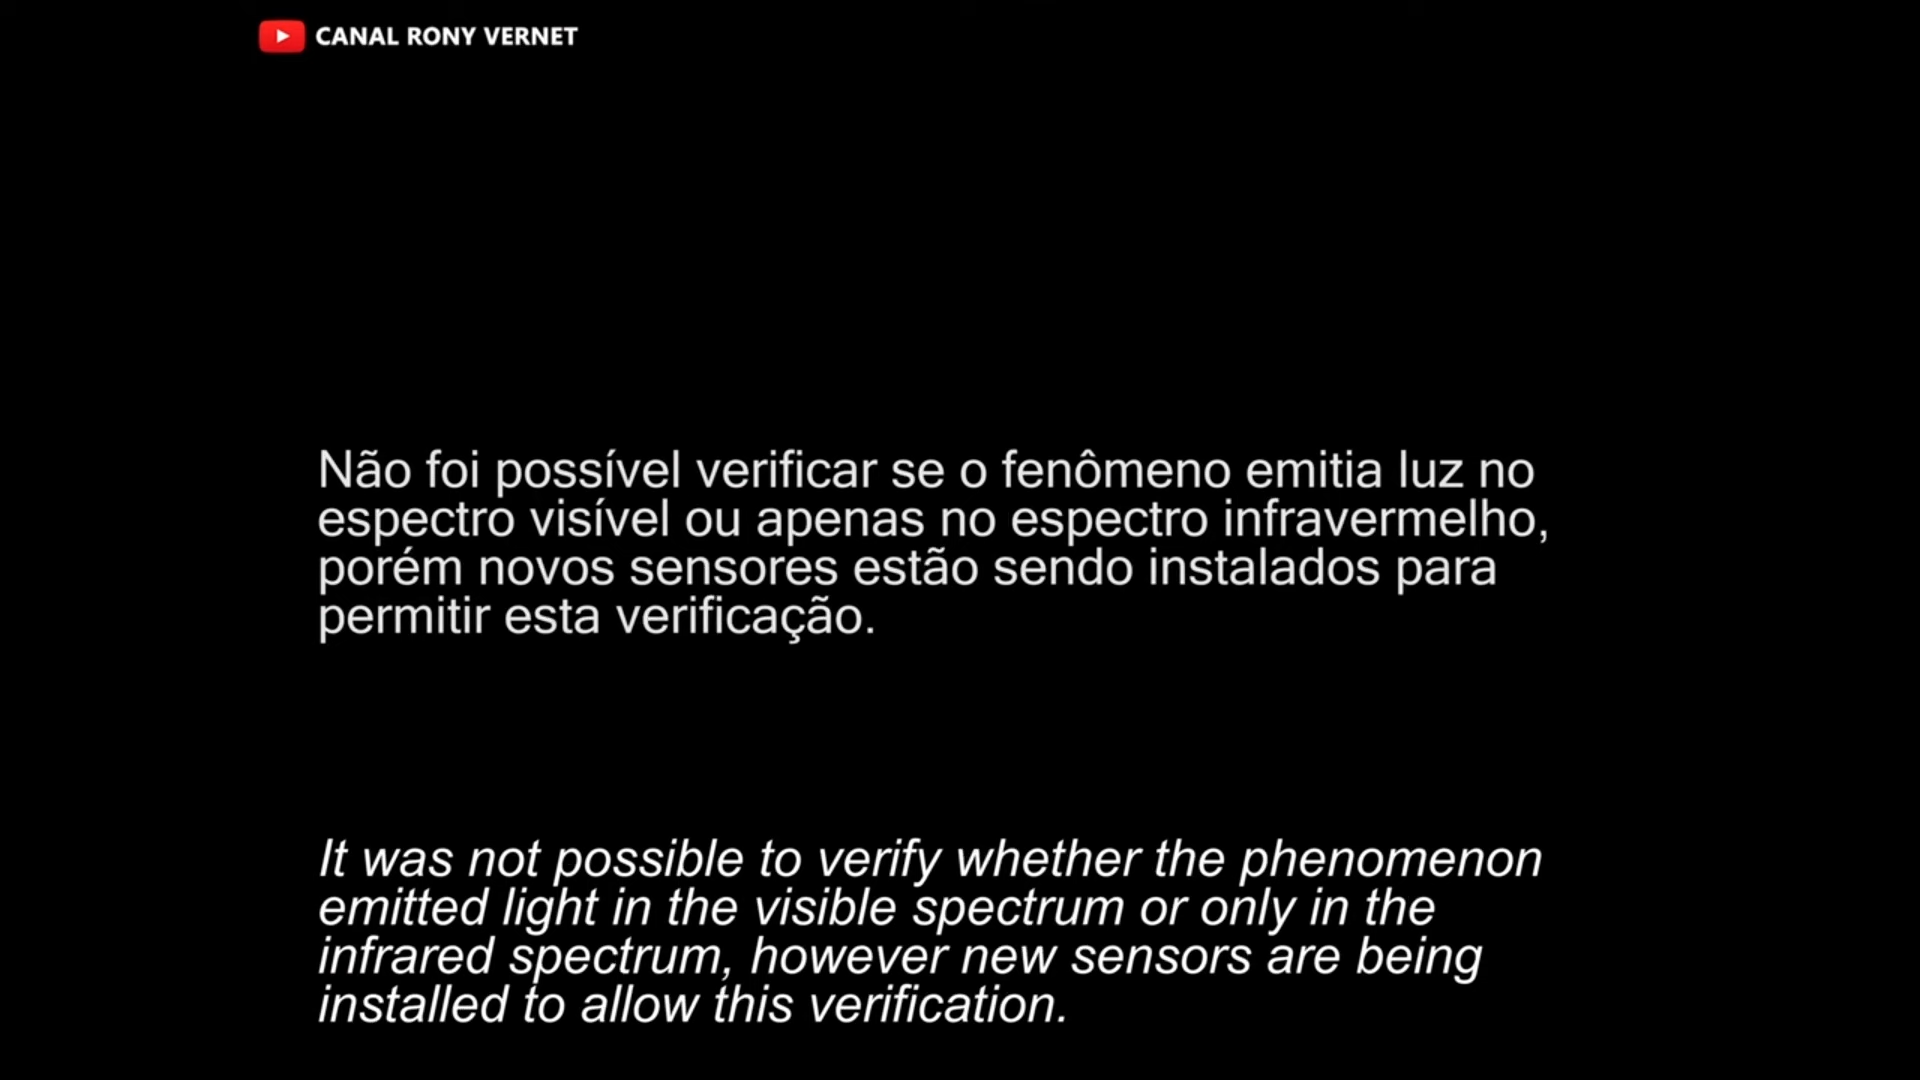 CANAL RONY VERNET
Não foi possível verificar se o fenômeno emitia luz no
espectro visível ou apenas no espectro infravermelho,
porém novos sensores estão sendo instalados para
permitir esta verificação.
It was not possible to verify whether the phenomenon
emitted light in the visible spectrum or only in the
infrared spectrum, however new sensors are being
installed to allow this verification.